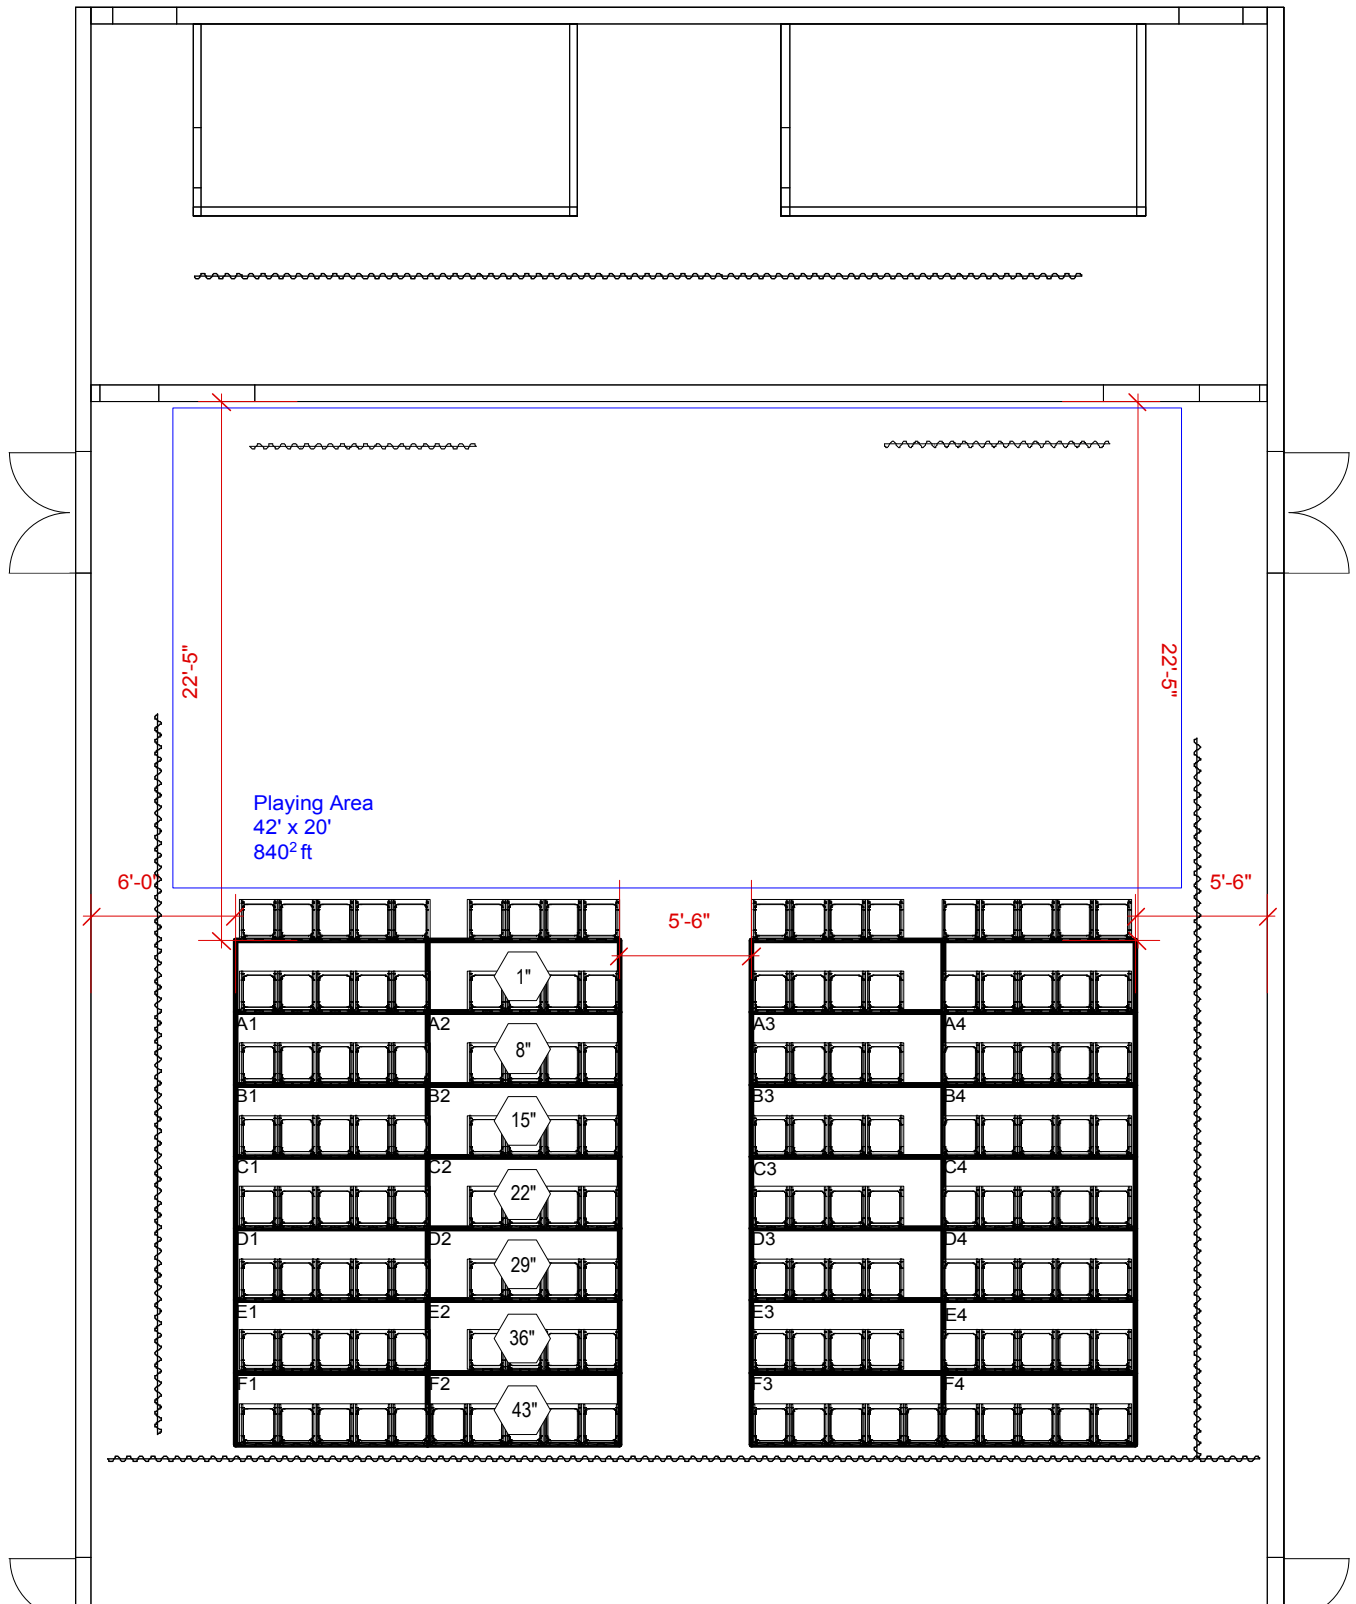 22'-5"
22'-5"
Playing Area
42' x 20'
840² ft
6'-0"
5'-6"
5'-6"
1"
A1
A2
A3
A4
8"
B1
B2
B3
B4
15"
C1
C2
C3
C4
22"
D1
D2
D3
D4
29"
E1
E2
E3
E4
36"
F1
F2
F3
F4
43"